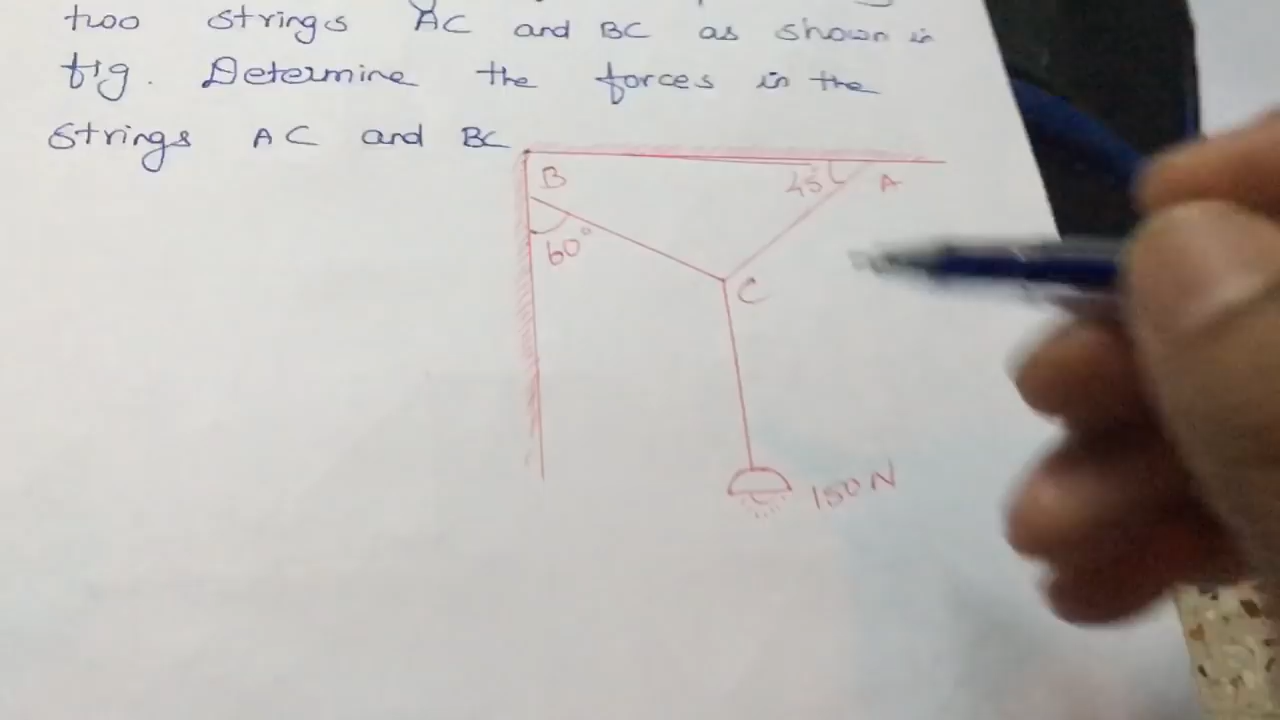 two strings AC and BC as shown in
fig. Determine the forces in the
strings AC and BC
B
45
A
60°
C
150N